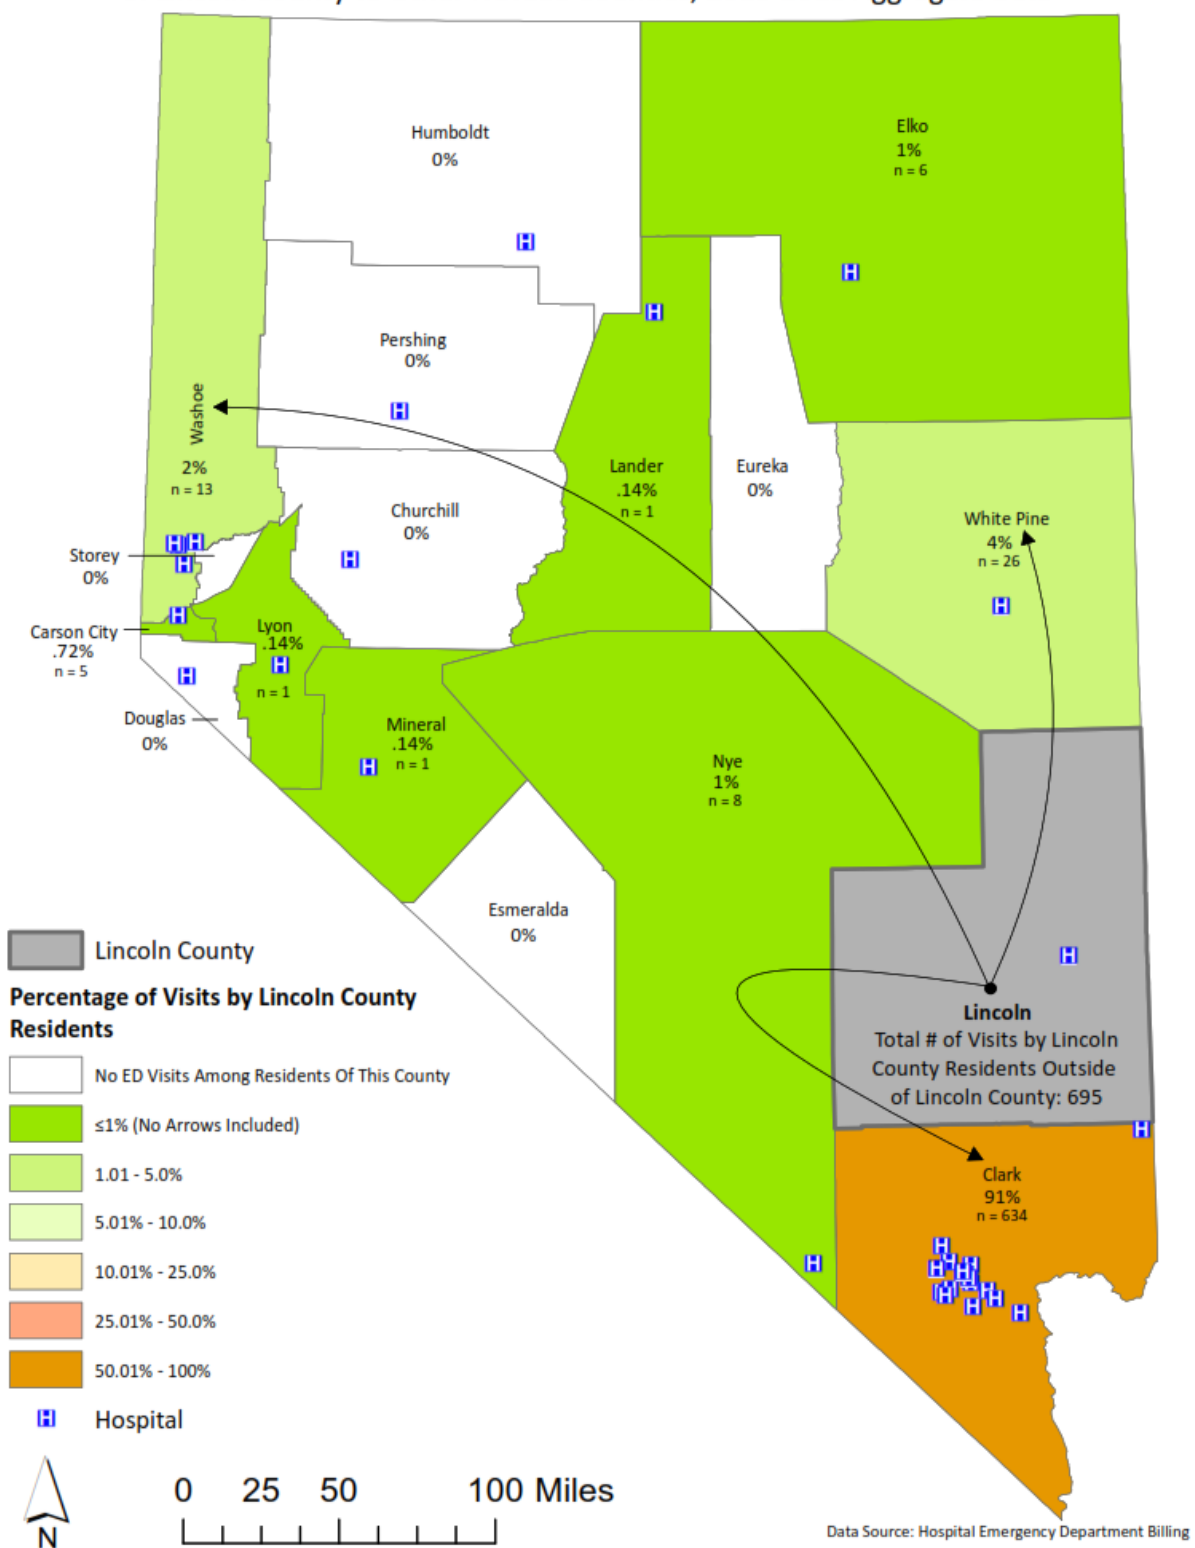 Humboldt
0%
Elko
1%
n = 6
H
H
H
Pershing
0%
H
Washoe
2%
n = 13
Lander
.14%
n = 1
Eureka
0%
Churchill
0%
H
White Pine
4%
n = 26
H
H
H
H
Storey
0%
H
Carson City
.72%
n = 5
Lyon
.14%
H
n = 1
H
Douglas
0%
Mineral
.14%
n = 1
H
Nye
1%
n = 8
Esmeralda
0%
H
Lincoln
Total # of Visits by Lincoln
County Residents Outside
of Lincoln County: 695
H
Clark
91%
n = 634
H
H
H
H
H
H
H
H
H
H
H
H
Lincoln County
Percentage of Visits by Lincoln County
Residents
No ED Visits Among Residents Of This County
≤1% (No Arrows Included)
1.01 - 5.0%
5.01% - 10.0%
10.01% - 25.0%
25.01% - 50.0%
50.01% - 100%
H Hospital
N
0 25 50 100 Miles
Data Source: Hospital Emergency Department Billing